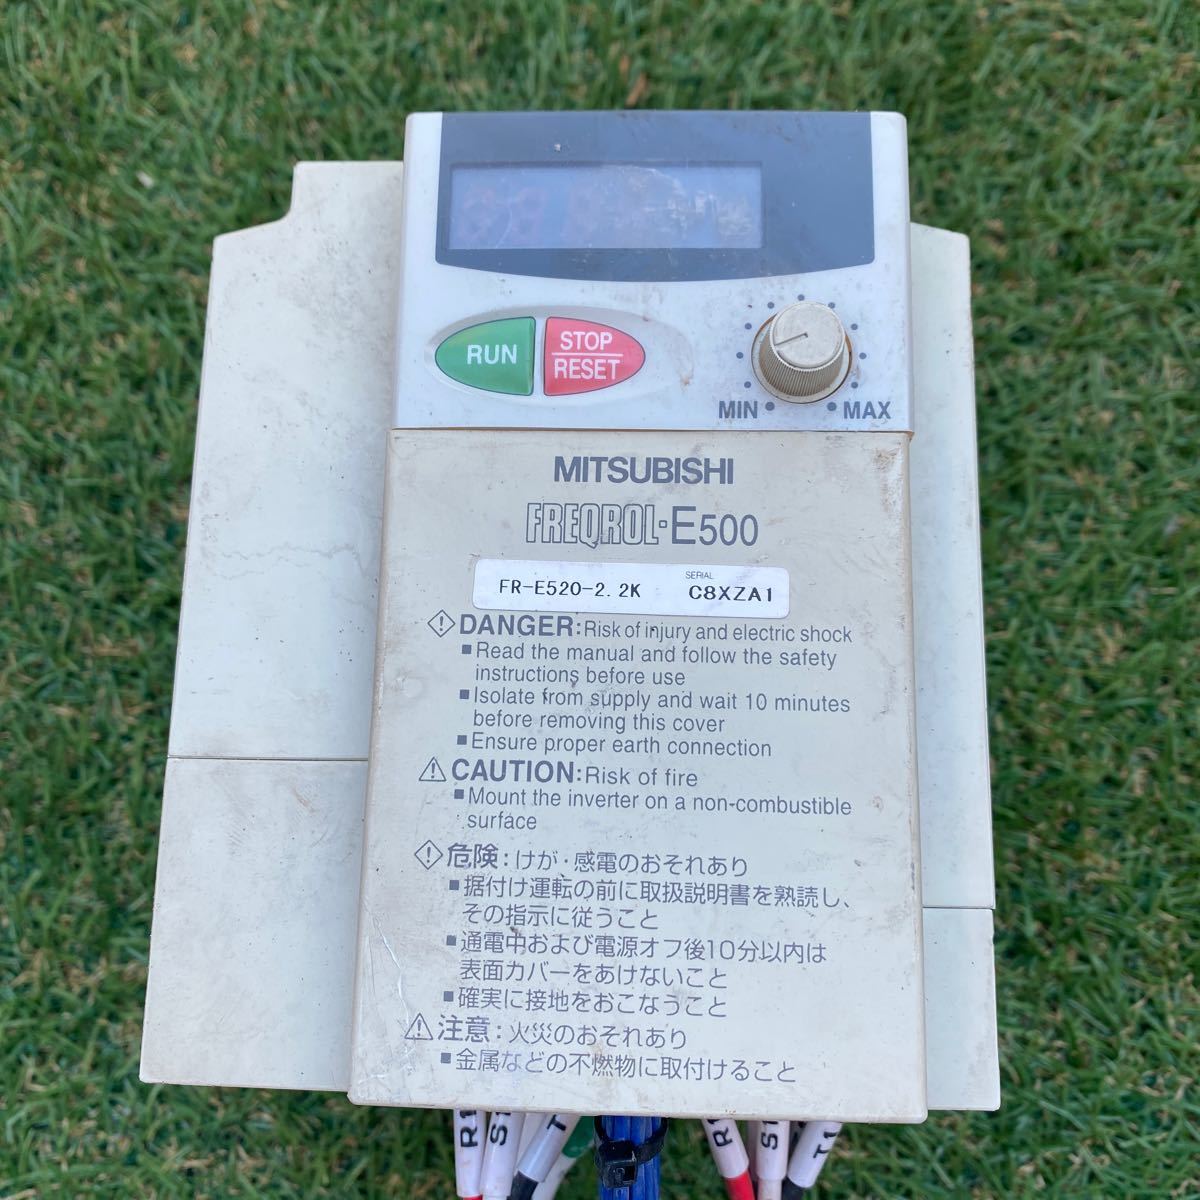 RUN
STOP
RESET
MIN
MAX
MITSUBISHI
FREQROL-E500
SERIAL
FR-E520-2.2K C8XZA1
DANGER: Risk of injury and electric shock
■ Read the manual and follow the safety
instructions before use
■ Isolate from supply and wait 10 minutes
before removing this cover
■ Ensure proper earth connection
CAUTION: Risk of fire
■ Mount the inverter on a non-combustible
surface
危険：けが・感電のおそれあり
■据付け運転の前に取扱説明書を熟読し、
その指示に従うこと
■通電中および電源オフ後10分以内は
表面カバーをあけないこと
■確実に接地をおこなうこと
注意：火災のおそれあり
■金属などの不燃物に取付けること
R1
S1
T
R1
S1
T1